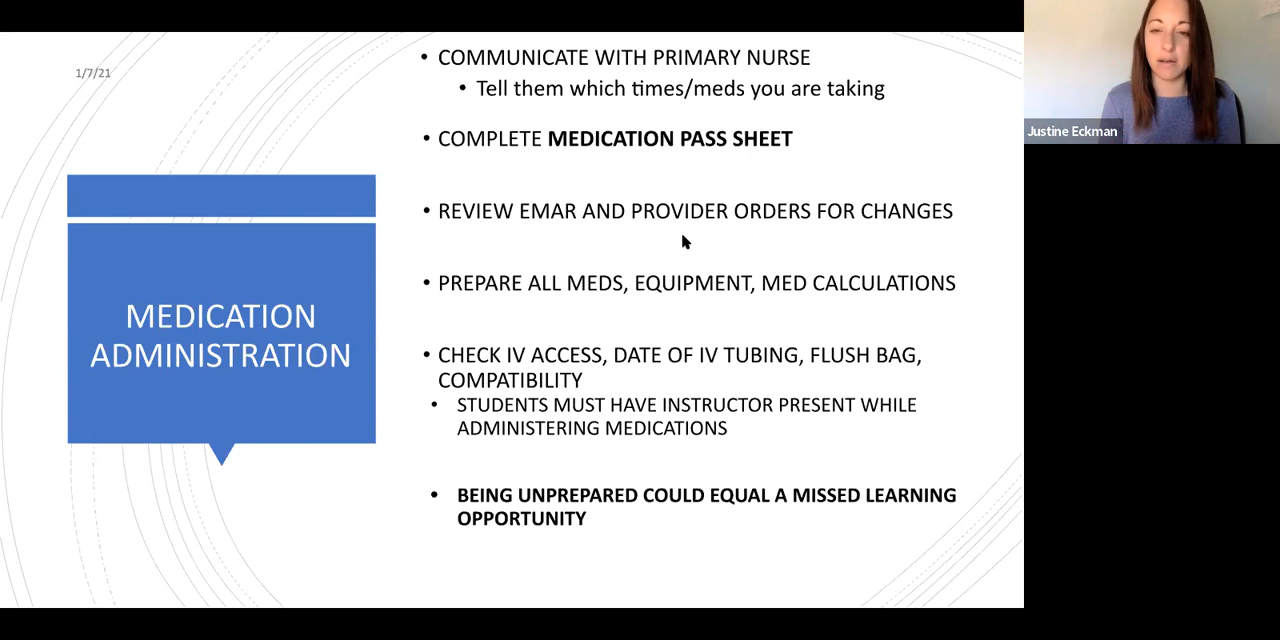 1/7/21
MEDICATION
ADMINISTRATION
• COMMUNICATE WITH PRIMARY NURSE
• Tell them which times/meds you are taking
• COMPLETE MEDICATION PASS SHEET
• REVIEW EMAR AND PROVIDER ORDERS FOR CHANGES
• PREPARE ALL MEDS, EQUIPMENT, MED CALCULATIONS
• CHECK IV ACCESS, DATE OF IV TUBING, FLUSH BAG,
COMPATIBILITY
• STUDENTS MUST HAVE INSTRUCTOR PRESENT WHILE
ADMINISTERING MEDICATIONS
• BEING UNPREPARED COULD EQUAL A MISSED LEARNING
OPPORTUNITY
Justine Eckman